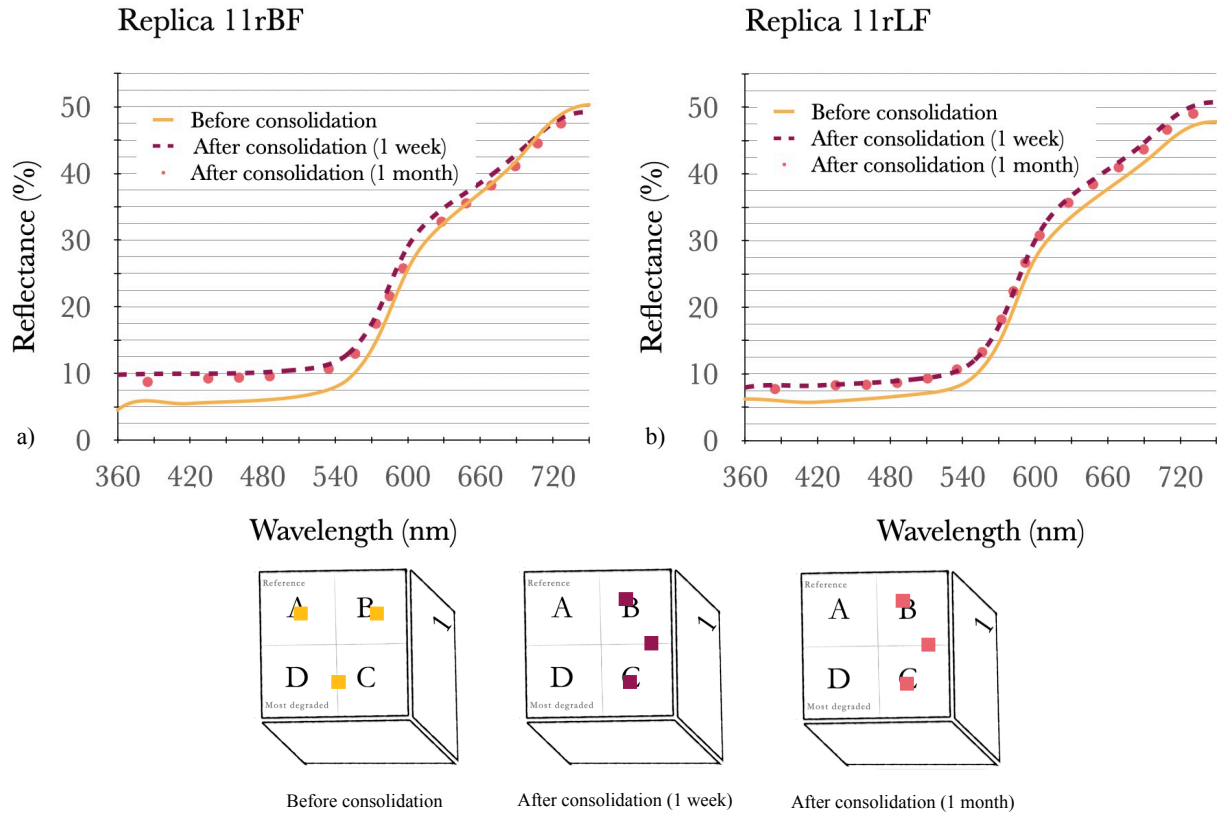 Replica 11rBF
Before consolidation
After consolidation (1 week)
After consolidation (1 month)
Reflectance (%)
50
40
30
20
10
0
a)
360 420 480 540 600 660 720
Wavelength (nm)
Replica 11rLF
Before consolidation
After consolidation (1 week)
After consolidation (1 month)
Reflectance (%)
50
40
30
20
10
0
b)
360 420 480 540 600 660 720
Wavelength (nm)
Reference
A B
D C
Most degraded
1
Before consolidation
Reference
A B
D C
Most degraded
1
After consolidation (1 week)
Reference
A B
D C
Most degraded
1
After consolidation (1 month)